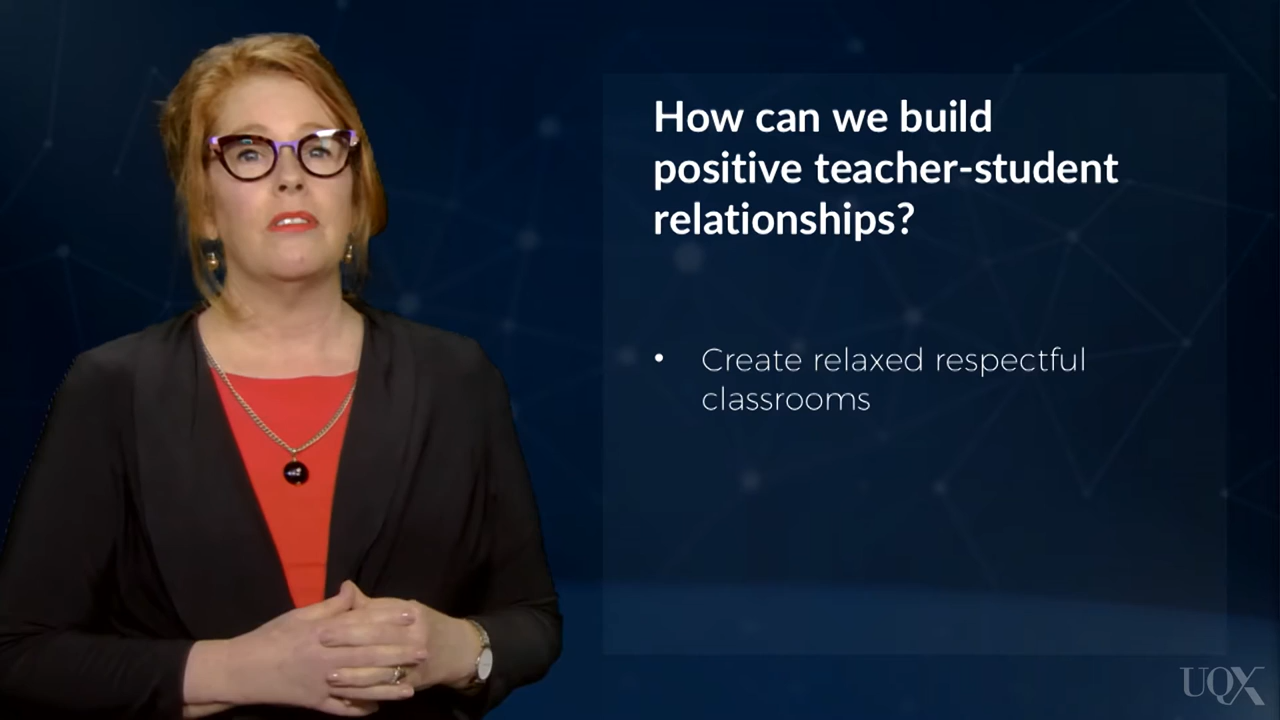 How can we build
positive teacher-student
relationships?
• Create relaxed respectful
classrooms
UQX